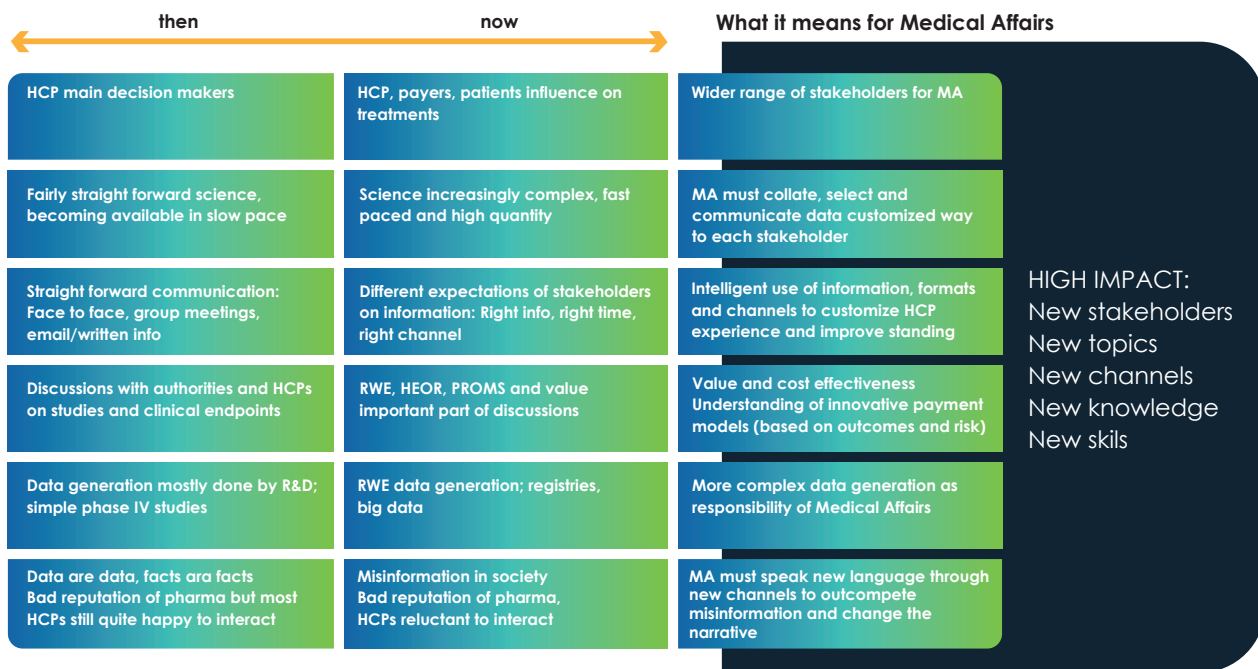 then
now
What it means for Medical Affairs
HCP main decision makers
HCP, payers, patients influence on
treatments
Wider range of stakeholders for MA
Fairly straight forward science,
becoming available in slow pace
Science increasingly complex, fast
paced and high quantity
MA must collate, select and
communicate data customized way
to each stakeholder
Straight forward communication:
Face to face, group meetings,
email/written info
Different expectations of stakeholders
on information: Right info, right time,
right channel
Intelligent use of information, formats
and channels to customize HCP
experience and improve standing
Discussions with authorities and HCPs
on studies and clinical endpoints
RWE, HEOR, PROMS and value
important part of discussions
Value and cost effectiveness
Understanding of innovative payment
models (based on outcomes and risk)
Data generation mostly done by R&D;
simple phase IV studies
RWE data generation; registries,
big data
More complex data generation as
responsibility of Medical Affairs
Data are data, facts ara facts
Bad reputation of pharma but most
HCPs still quite happy to interact
Misinformation in society
Bad reputation of pharma,
HCPs reluctant to interact
MA must speak new language through
new channels to outcompete
misinformation and change the
narrative
HIGH IMPACT:
New stakeholders
New topics
New channels
New knowledge
New skils